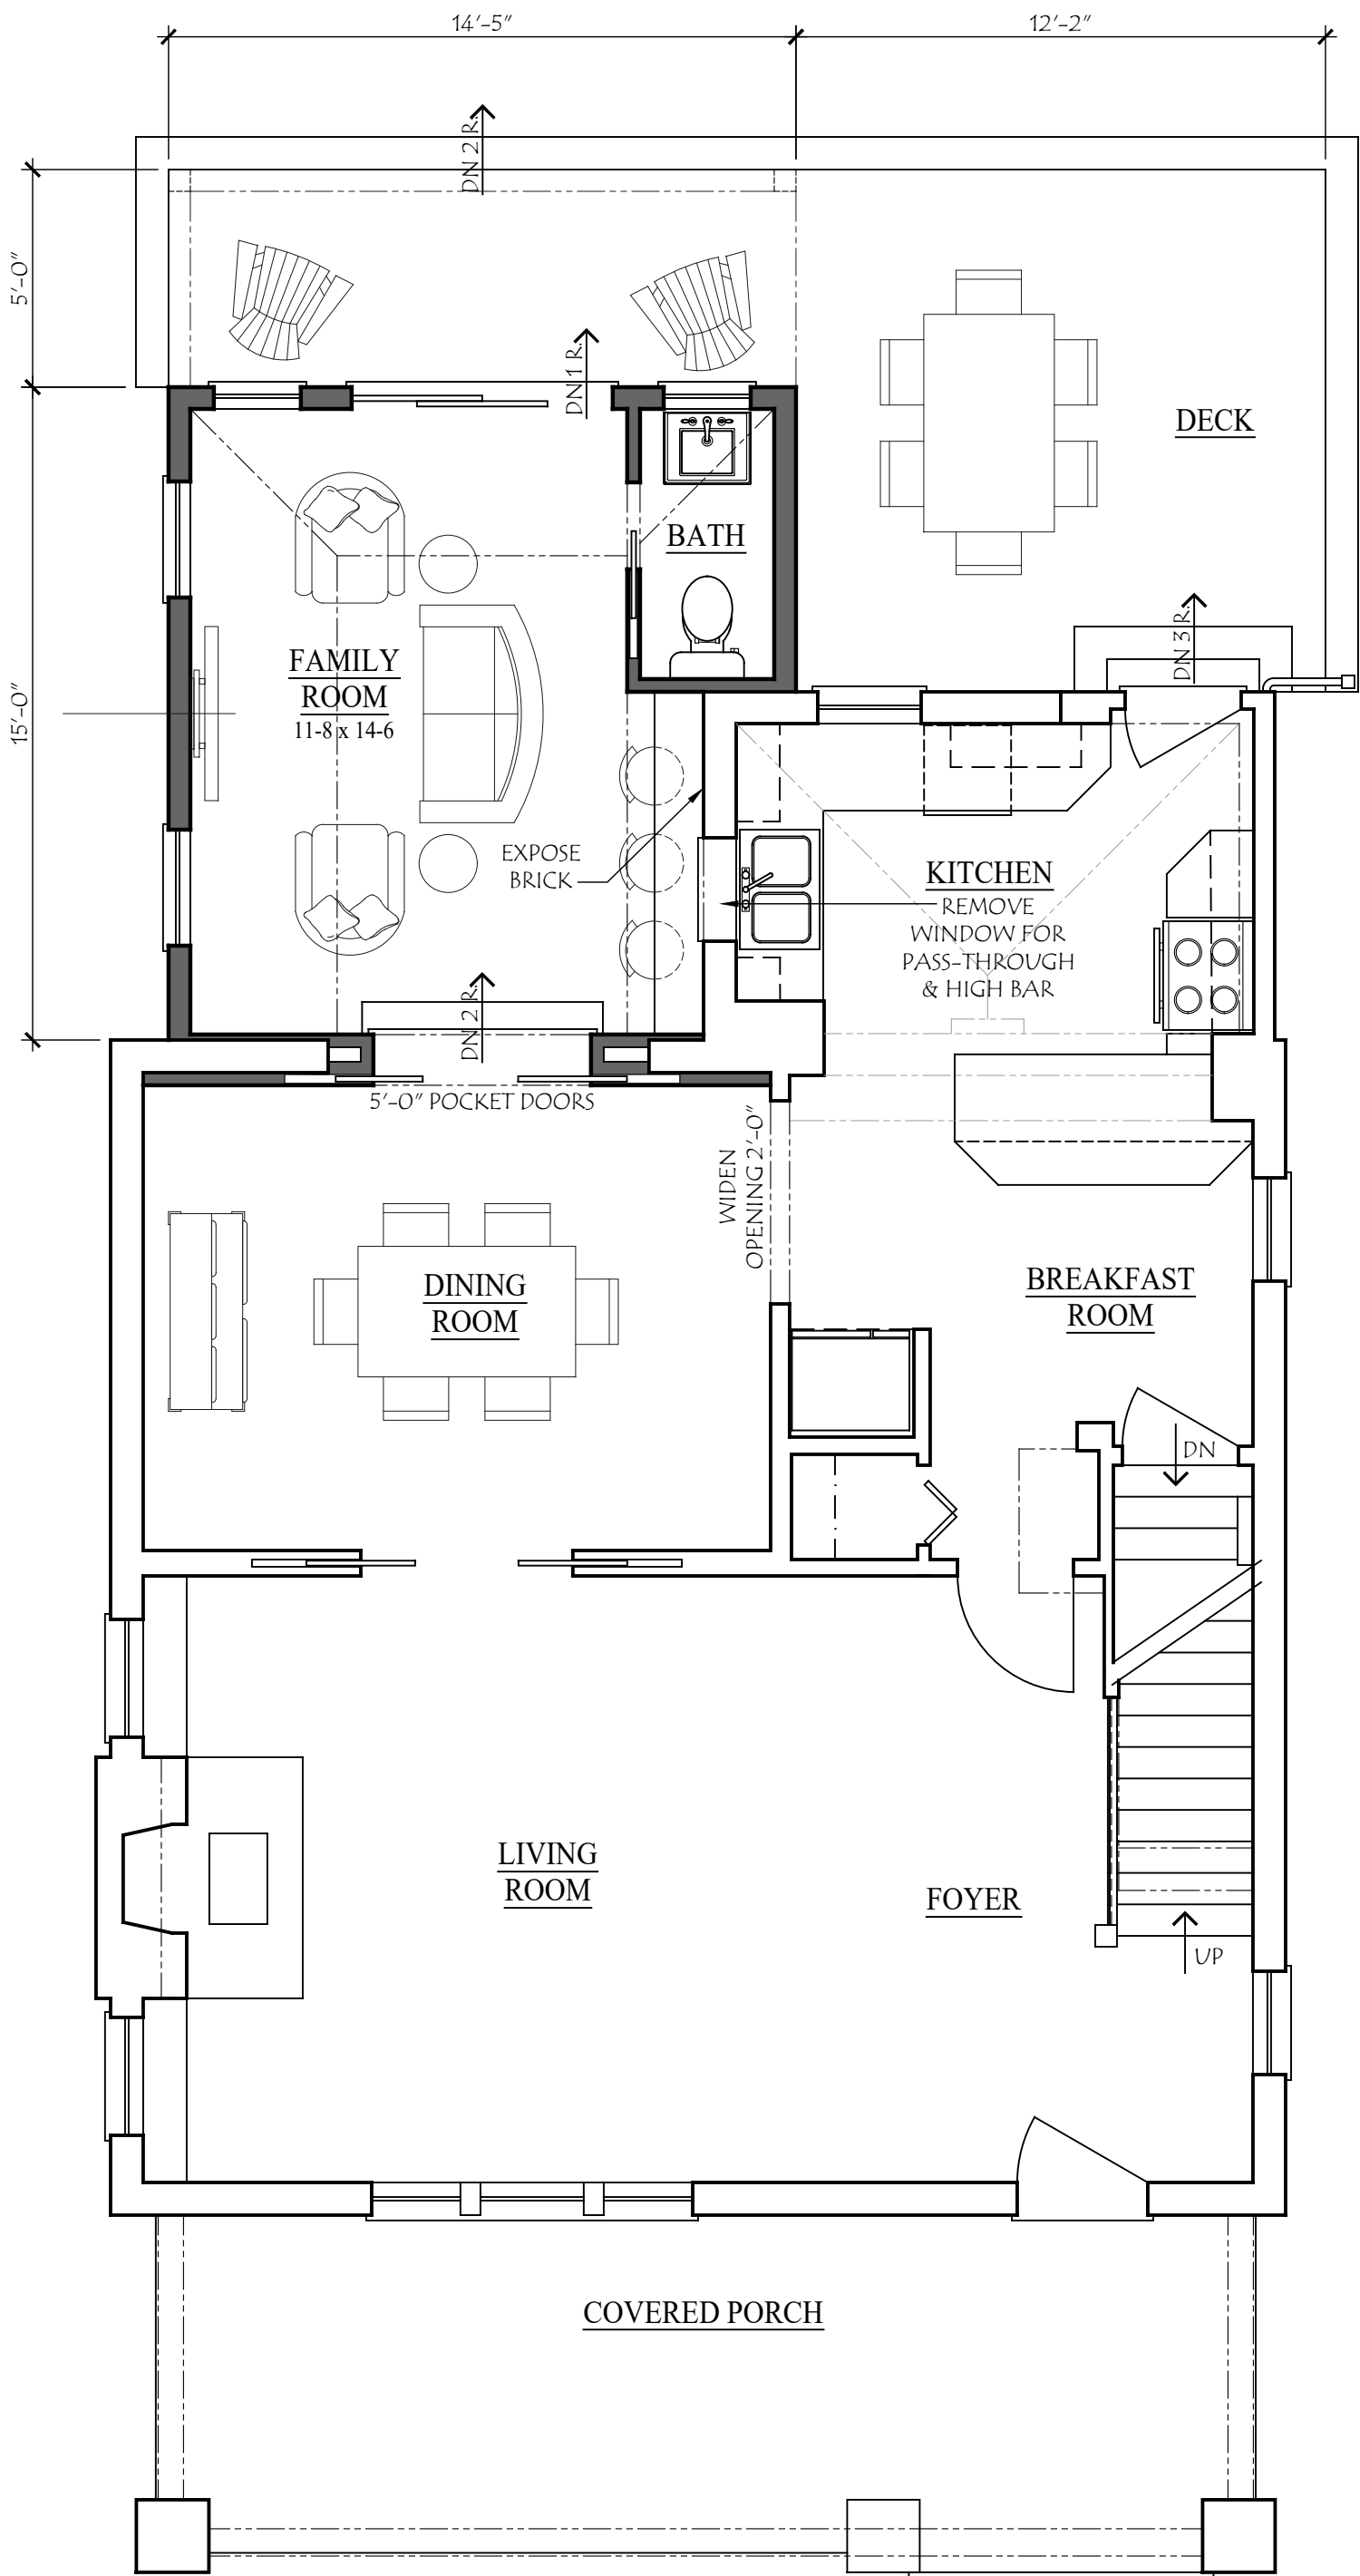 14'-5"
12'-2"
DN 2 R.
5'-0"
DN 1 R.
DECK
BATH
DN 3 R.
FAMILY
ROOM
11-8 x 14-6
15'-0"
EXPOSE
BRICK
KITCHEN
REMOVE
WINDOW FOR
PASS-THROUGH
& HIGH BAR
DN 2 R.
5'-0" POCKET DOORS
WIDEN
OPENING 2'-0"
DINING
ROOM
BREAKFAST
ROOM
DN
LIVING
ROOM
FOYER
UP
COVERED PORCH